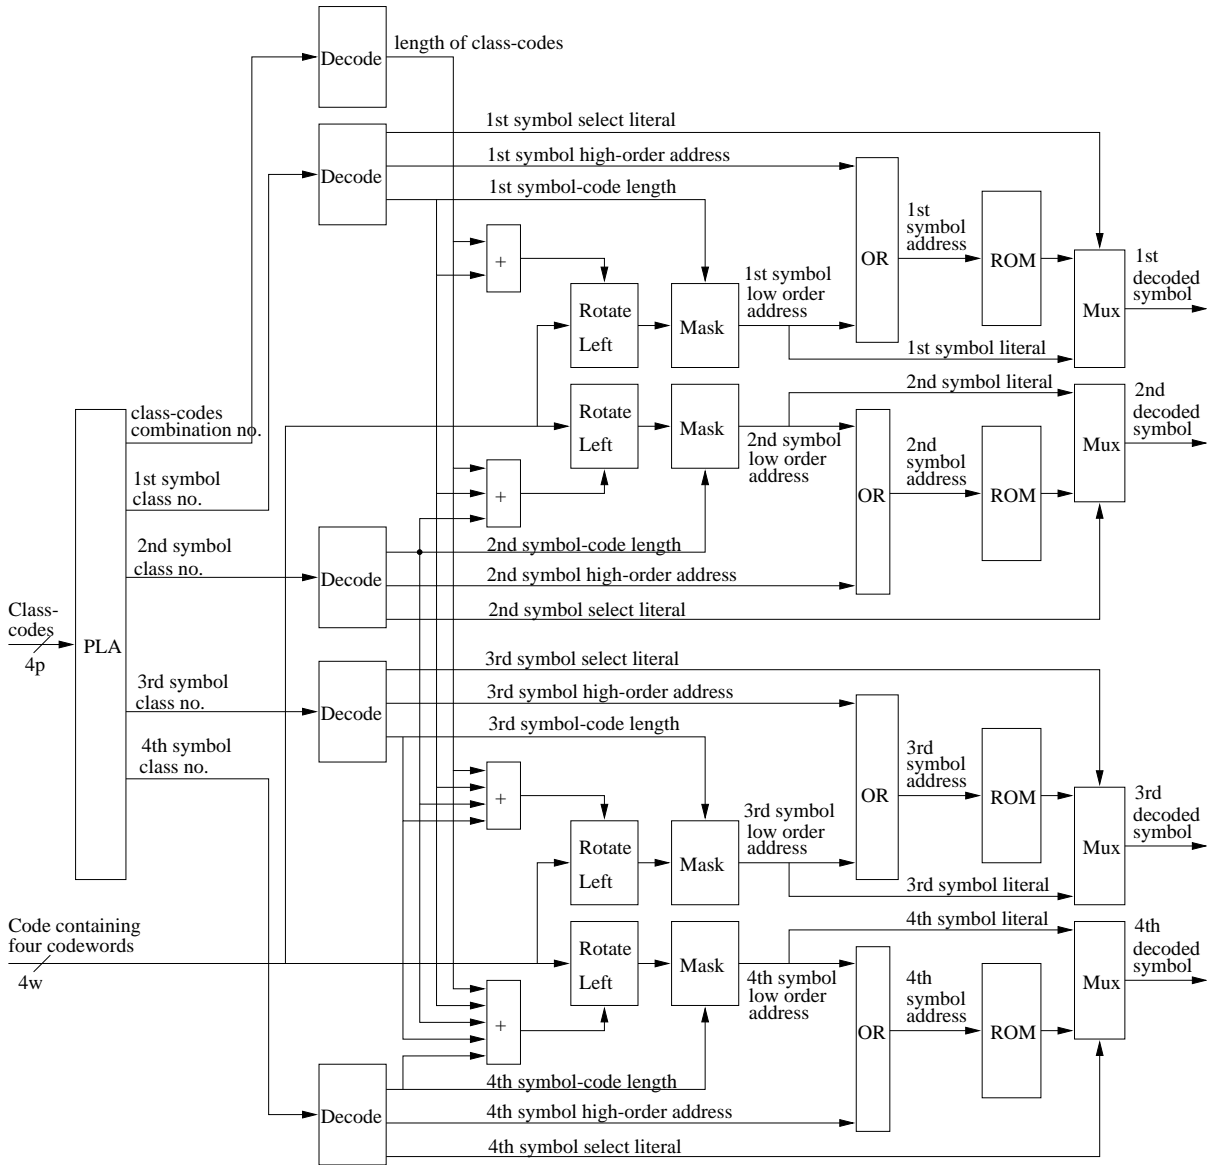 Decode
length of class-codes
1st symbol select literal
Decode
1st symbol high-order address
1st symbol-code length
+
OR
1st
symbol
address
ROM
Mux
1st
decoded
symbol
Rotate
Left
Mask
1st symbol
low order
address
1st symbol literal
2nd symbol literal
Rotate
Left
Mask
2nd symbol
low order
address
OR
2nd
symbol
address
ROM
Mux
2nd
decoded
symbol
+
class-codes
combination no.
1st symbol
class no.
2nd symbol
class no.
Decode
2nd symbol-code length
2nd symbol high-order address
2nd symbol select literal
Class-
codes
4p
PLA
3rd symbol
class no.
4th symbol
class no.
Decode
3rd symbol select literal
3rd symbol high-order address
3rd symbol-code length
+
OR
3rd
symbol
address
ROM
Mux
3rd
decoded
symbol
Rotate
Left
Mask
3rd symbol
low order
address
3rd symbol literal
Code containing
four codewords
4w
4th symbol literal
Rotate
Left
Mask
4th symbol
low order
address
OR
4th
symbol
address
ROM
Mux
4th
decoded
symbol
+
Decode
4th symbol-code length
4th symbol high-order address
4th symbol select literal